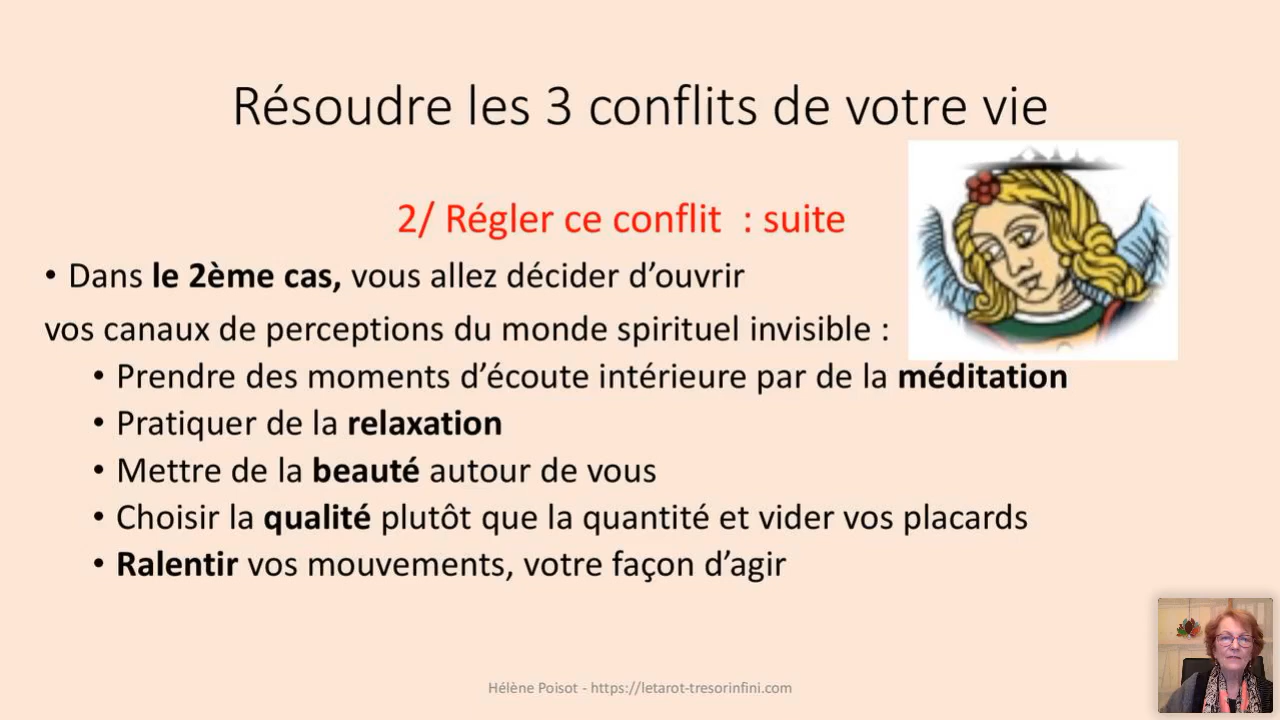 Résoudre les 3 conflits de votre vie
2/ Régler ce conflit : suite
• Dans le 2ème cas, vous allez décider d’ouvrir
vos canaux de perceptions du monde spirituel invisible :
• Prendre des moments d’écoute intérieure par de la méditation
• Pratiquer de la relaxation
• Mettre de la beauté autour de vous
• Choisir la qualité plutôt que la quantité et vider vos placards
• Ralentir vos mouvements, votre façon d’agir
Hélène Poisot - https://letarot-tresorinfini.com